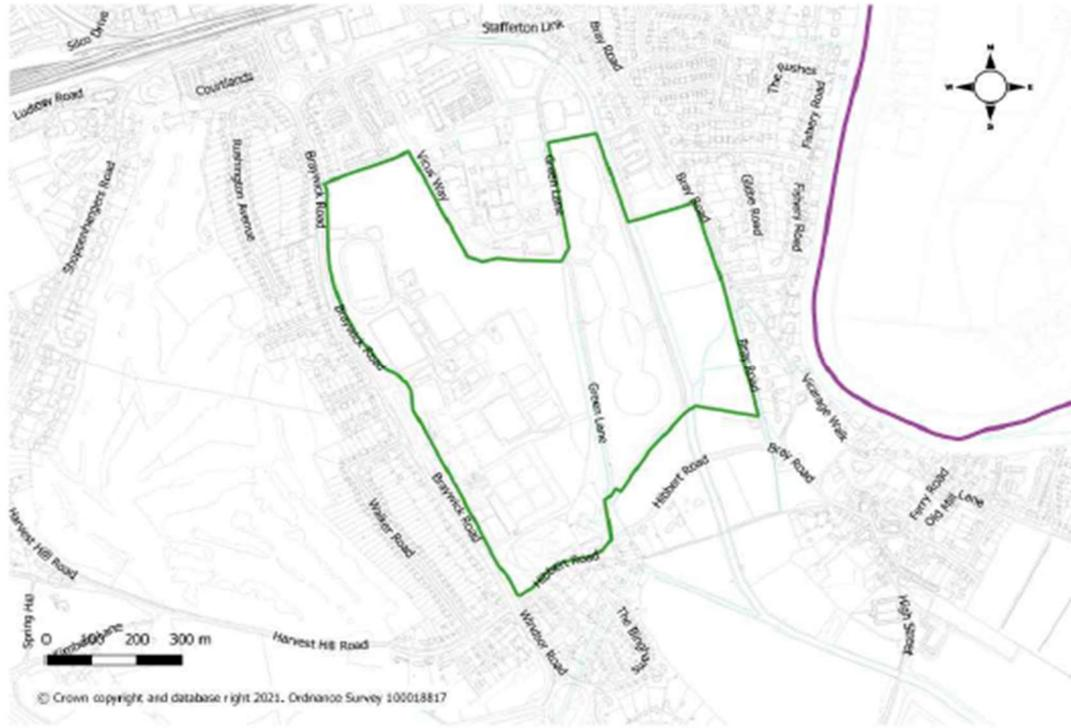 Stafferton Link
Silco Drive
Bray Road
The
Courtlands
Ludlow Road
Fishery Road
N
W
E
S
Rushington Avenue
Braywick Road
Vicus Way
Green Lane
Bray Road
Glebe Road
Fishery Road
Shoppenhangers Road
Braywick Road
Bray Road
Green Lane
Vicarage Walk
Bray Road
Hibbert Road
Ferry Road
Old Mill Lane
Braywick Road
Walker Road
Harvest Hill Road
Hibbert Road
High Street
Spring Hill
Harvest Hill Road
Windsor Road
The Binghams
0 100 200 300 m
© Crown copyright and database right 2021. Ordnance Survey 100018817